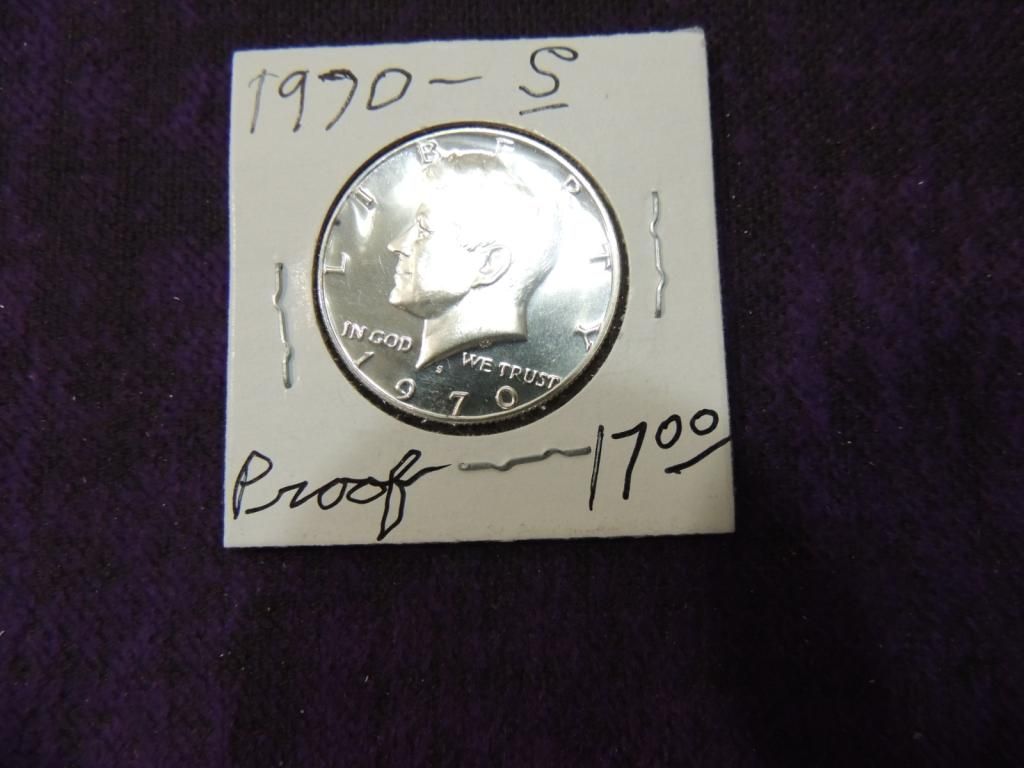 1970 - S
LIBERTY
IN GOD WE TRUST
S
1970
Proof — 17 00